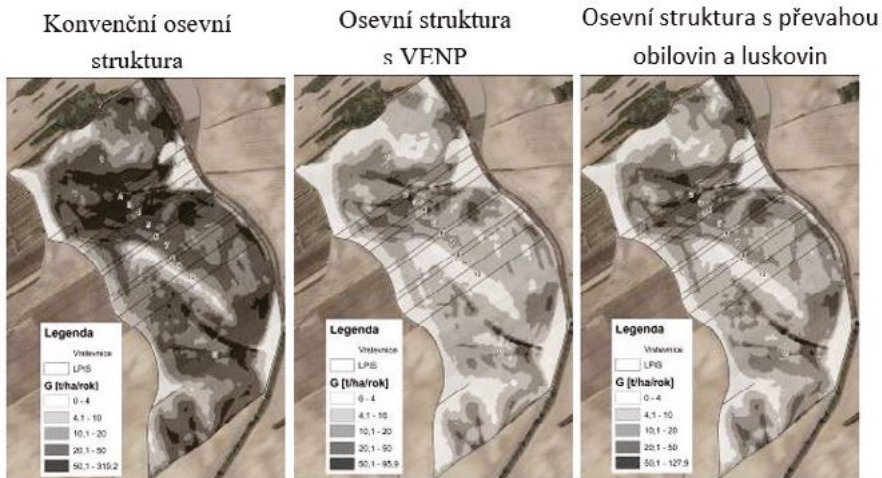 Konvenční osevní
struktura
Legenda
Vrstevnice
LPIS
G [t/ha/rok]
0 - 4
4,1 - 10
10,1 - 20
20,1 - 50
50,1 - 319,2
Osevní struktura
s VENP
Legenda
Vrstevnice
LPIS
G [t/ha/rok]
0 - 4
4,1 - 10
10,1 - 20
20,1 - 50
50,1 - 95,9
Osevní struktura s převahou
obilovin a luskovin
Legenda
Vrstevnice
LPIS
G [t/ha/rok]
0 - 4
4,1 - 10
10,1 - 20
20,1 - 50
50,1 - 127,9